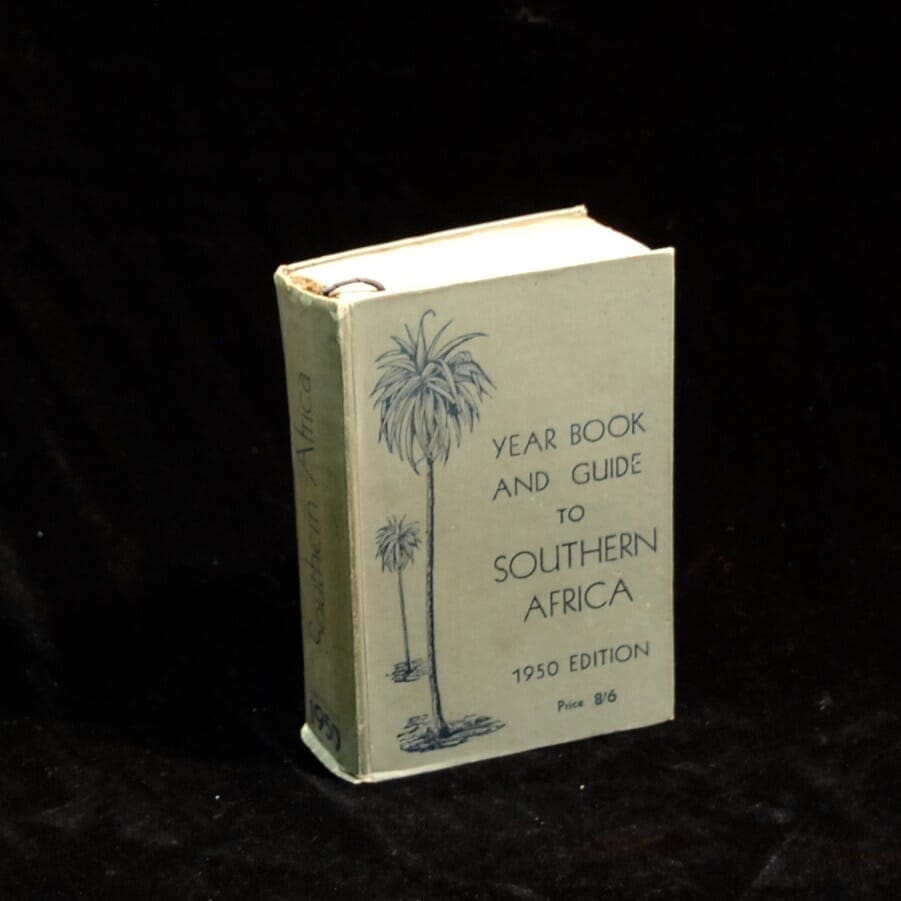 YEAR BOOK
AND GUIDE
TO
SOUTHERN
AFRICA
1950 EDITION
Price 8/6
Southern Africa
1950